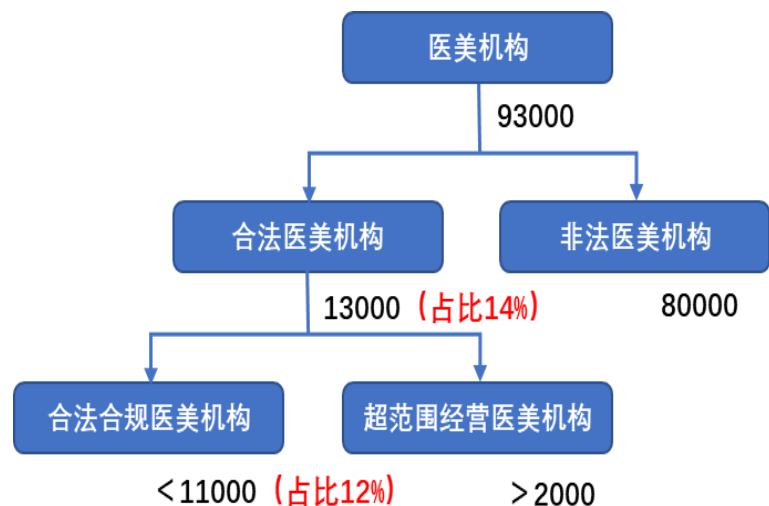 医美机构
93000
合法医美机构
非法医美机构
13000（占比14%）
80000
合法合规医美机构
超范围经营医美机构
<11000（占比12%）
>2000